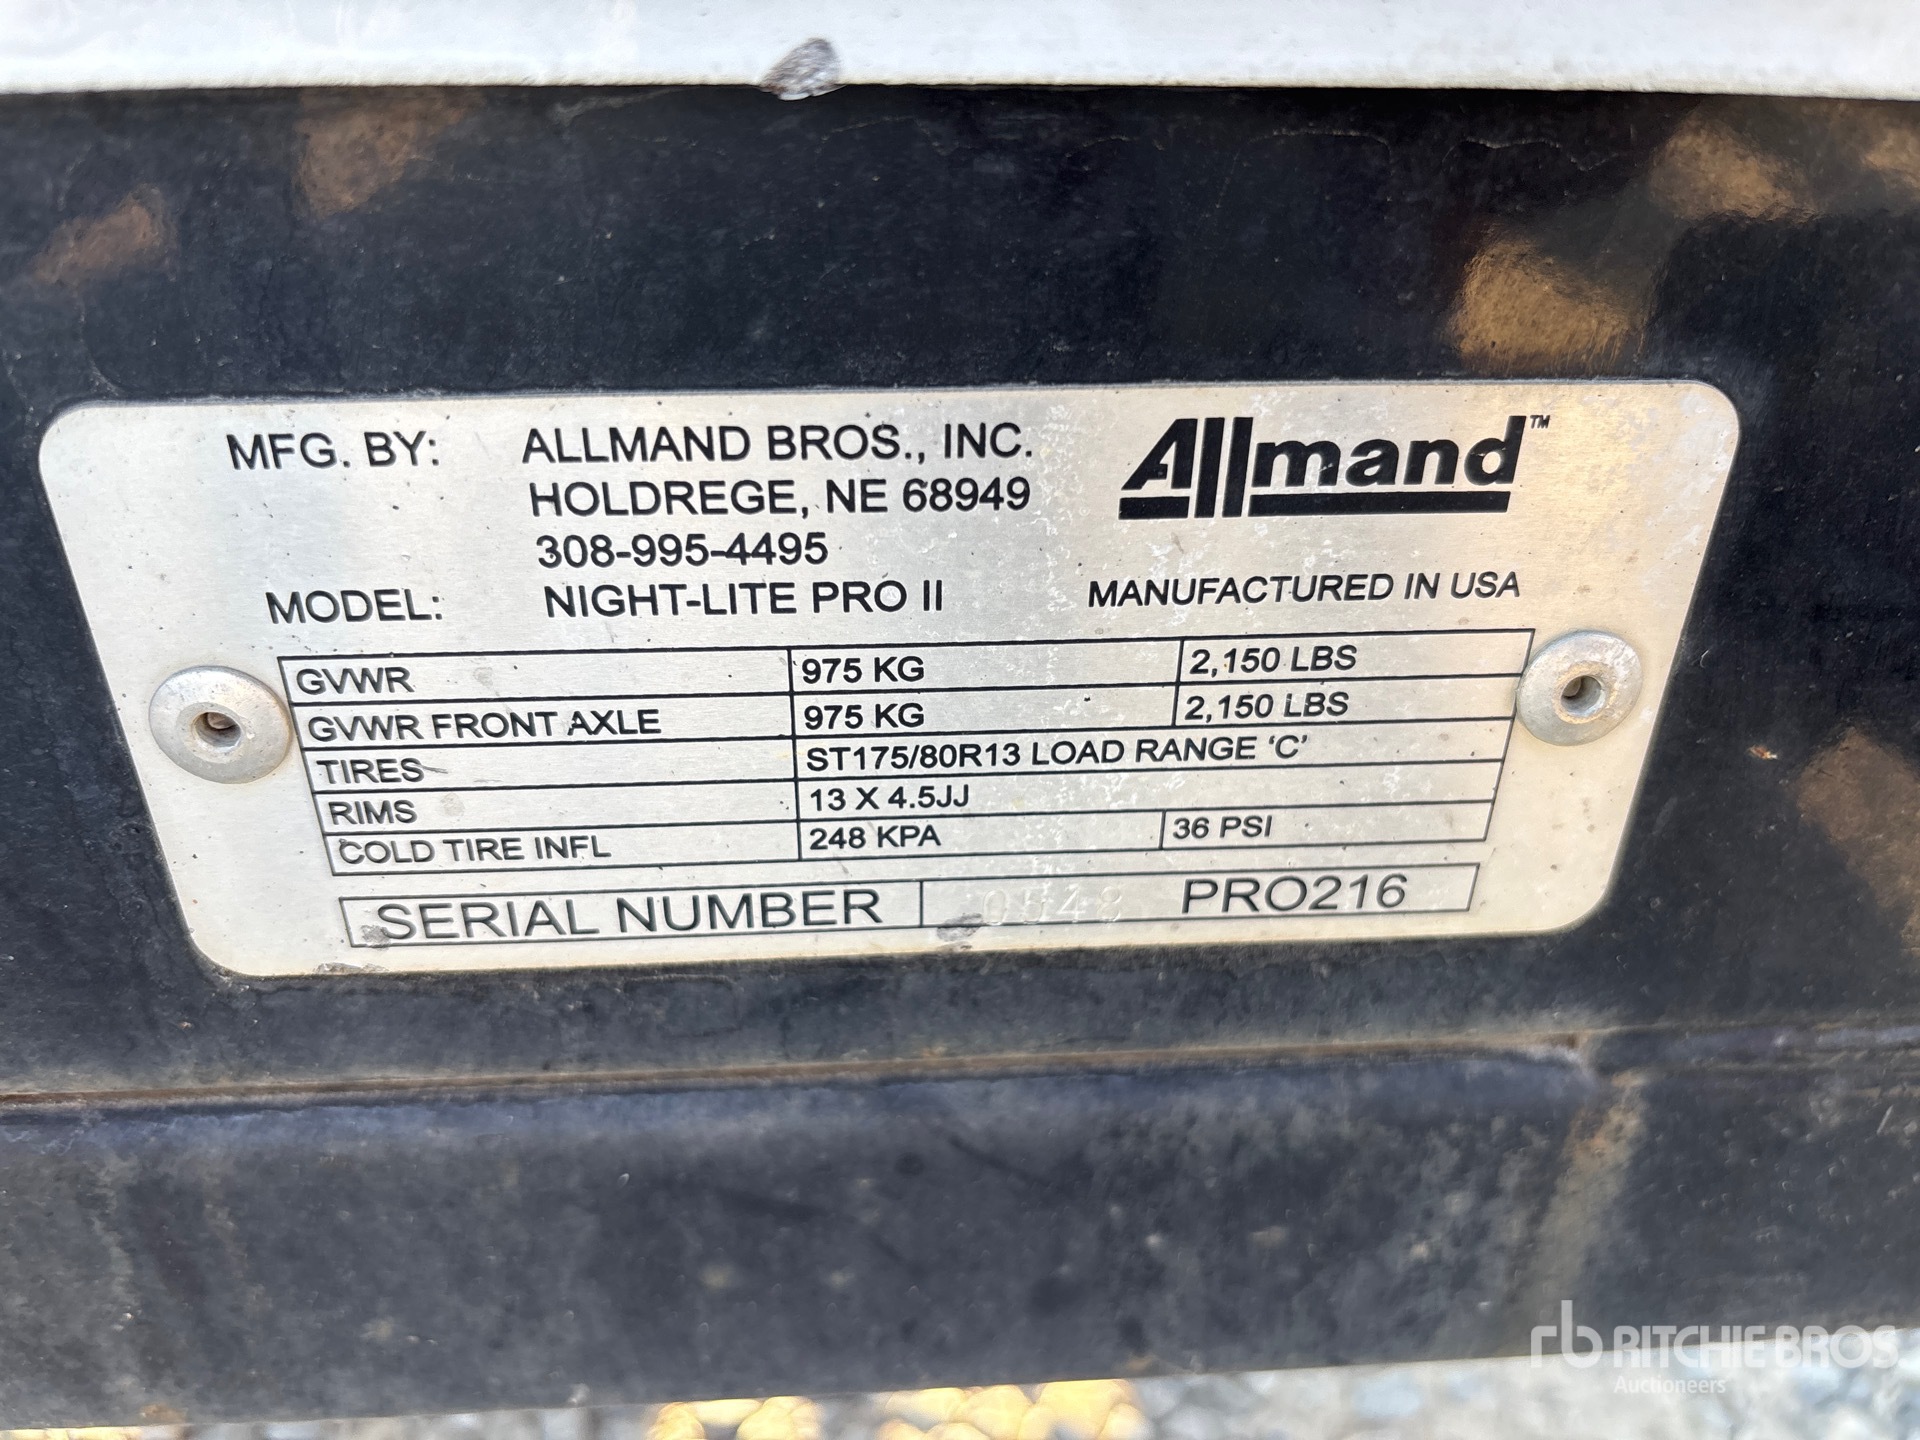 MFG. BY: ALLMAND BROS., INC.
HOLDREGE, NE 68949
308-995-4495
Allmand™
MODEL: NIGHT-LITE PRO II
MANUFACTURED IN USA
GVWR 975 KG 2,150 LBS
GVWR FRONT AXLE 975 KG 2,150 LBS
TIRES ST175/80R13 LOAD RANGE 'C'
RIMS 13 X 4.5JJ
COLD TIRE INFL 248 KPA 36 PSI
SERIAL NUMBER PRO216
rb RITCHIE BROS
Auctioneers